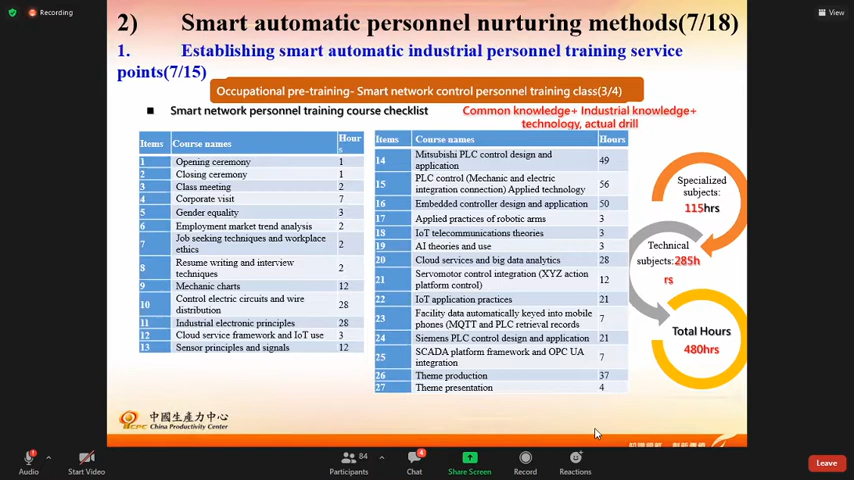 Recording
View
2) Smart automatic personnel nurturing methods(7/18)
1. Establishing smart automatic industrial personnel training service
points(7/15)
Occupational pre-training- Smart network control personnel training class(3/4)
Smart network personnel training course checklist
Common knowledge+ Industrial knowledge+
technology, actual drill
Items Course names Hour
s
1 Opening ceremony 1
2 Closing ceremony 1
3 Class meeting 2
4 Corporate visit 7
5 Gender equality 3
6 Employment market trend analysis 2
7 Job seeking techniques and workplace
ethics 2
8 Resume writing and interview
techniques 2
9 Mechanic charts 12
10 Control electric circuits and wire
distribution 28
11 Industrial electronic principles 28
12 Cloud service framework and IoT use 3
13 Sensor principles and signals 12
Items Course names Hours
14 Mitsubishi PLC control design and
application 49
15 PLC control (Mechanic and electric
integration connection) Applied technology 56
16 Embedded controller design and application 50
17 Applied practices of robotic arms 3
18 IoT telecommunications theories 3
19 AI theories and use 3
20 Cloud services and big data analytics 28
21 Servomotor control integration (XYZ action
platform control) 12
22 IoT application practices 21
23 Facility data automatically keyed into mobile
phones (MQTT and PLC retrieval records 7
24 Siemens PLC control design and application 21
25 SCADA platform framework and OPC UA
integration 7
26 Theme production 37
27 Theme presentation 4
Specialized
subjects:
115hrs
Technical
subjects:285h
rs
Total Hours
480hrs
CPC 中國生產力中心
China Productivity Center
Audio
Start Video
84
Participants
4
Chat
Share Screen
Record
Reactions
Leave